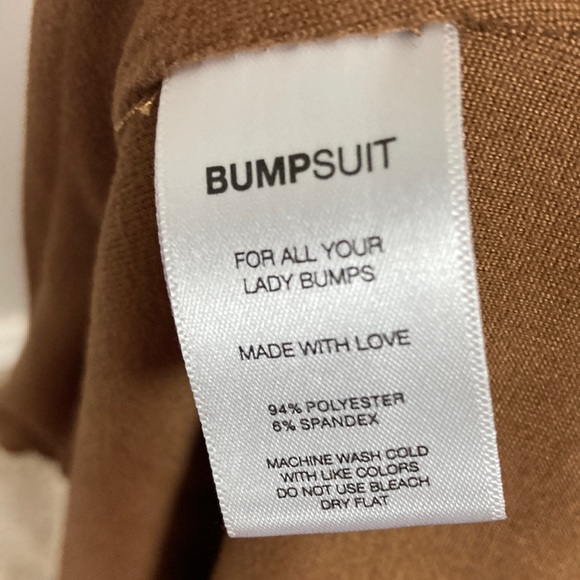 BUMPSUIT
FOR ALL YOUR
LADY BUMPS
MADE WITH LOVE
94% POLYESTER
6% SPANDEX
MACHINE WASH COLD
WITH LIKE COLORS
DO NOT USE BLEACH
DRY FLAT